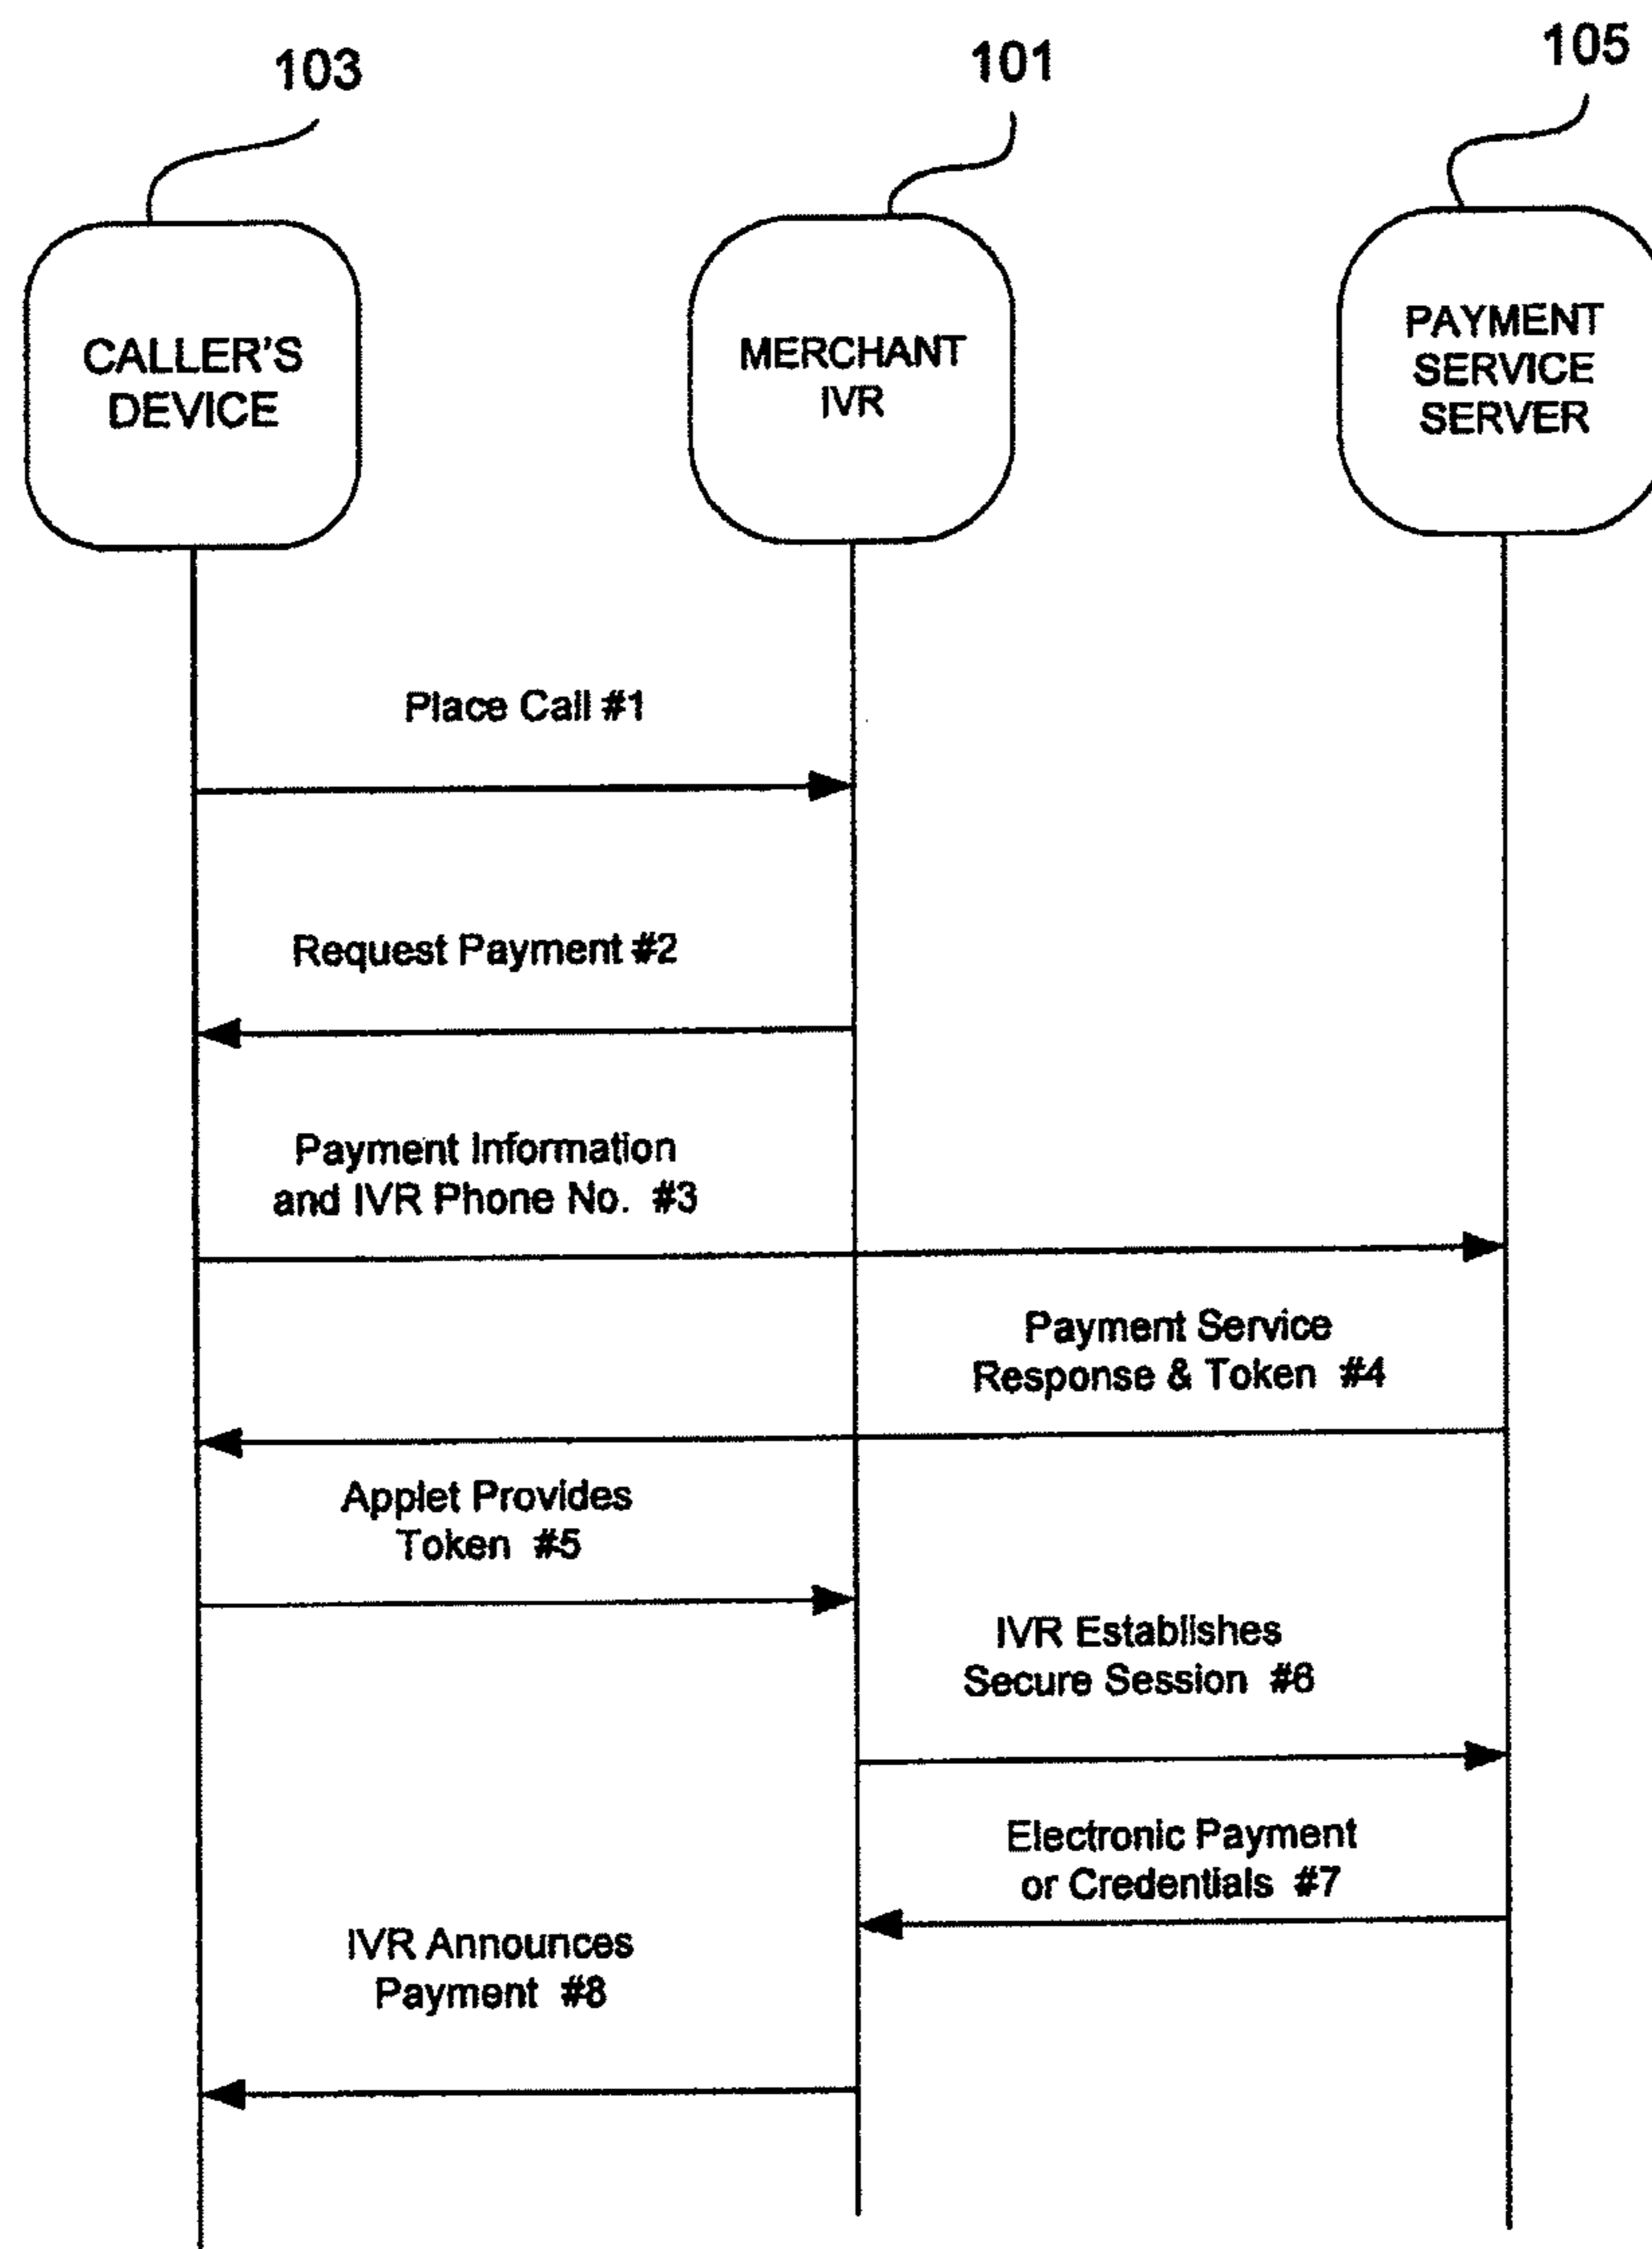 103
101
105
CALLER'S
DEVICE
MERCHANT
IVR
PAYMENT
SERVICE
SERVER
Place Call #1
Request Payment #2
Payment Information
and IVR Phone No. #3
Payment Service
Response & Token #4
Applet Provides
Token #5
IVR Establishes
Secure Session #6
Electronic Payment
or Credentials #7
IVR Announces
Payment #8